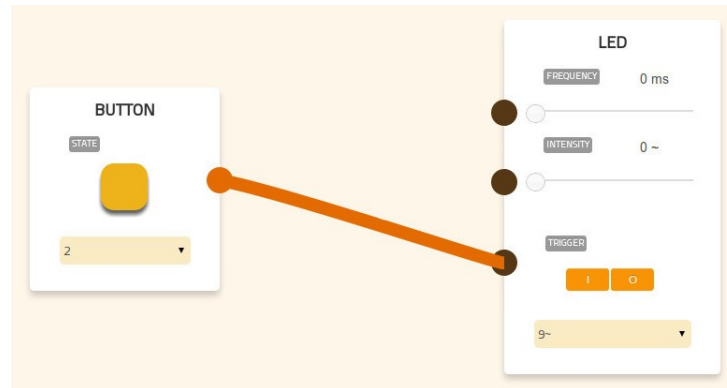 BUTTON
STATE
2
LED
FREQUENCY 0 ms
INTENSITY 0 ~
TRIGGER
I O
9~